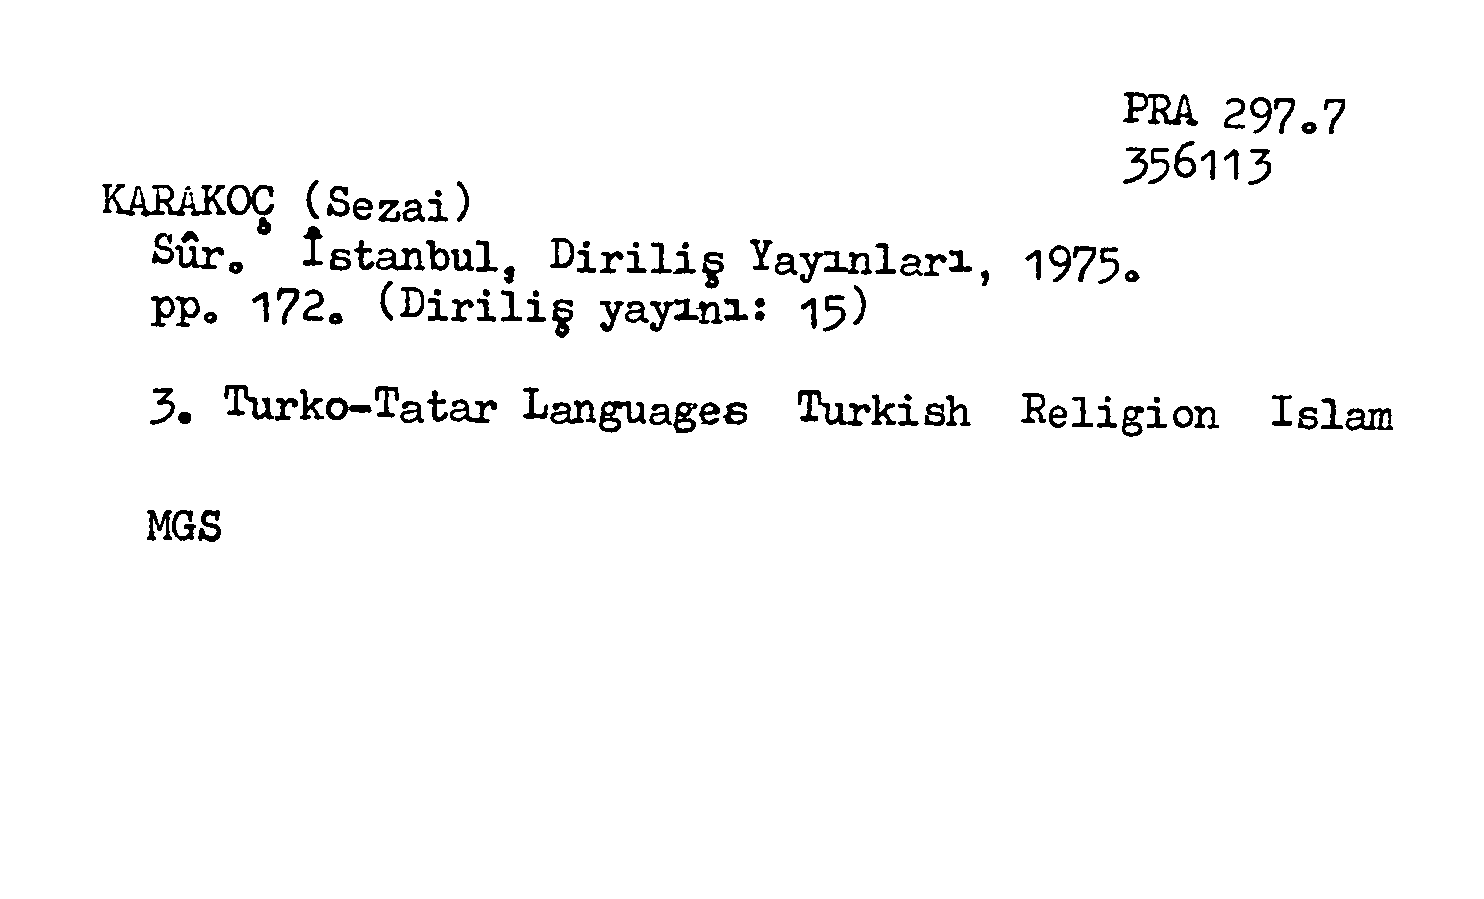 PRA 297.7
356113
KARAKOÇ (Sezai)
Sûr. İstanbul, Diriliş Yayınları, 1975.
pp. 172. (Diriliş yayını: 15)
3. Turko-Tatar Languages Turkish Religion Islam
MGS